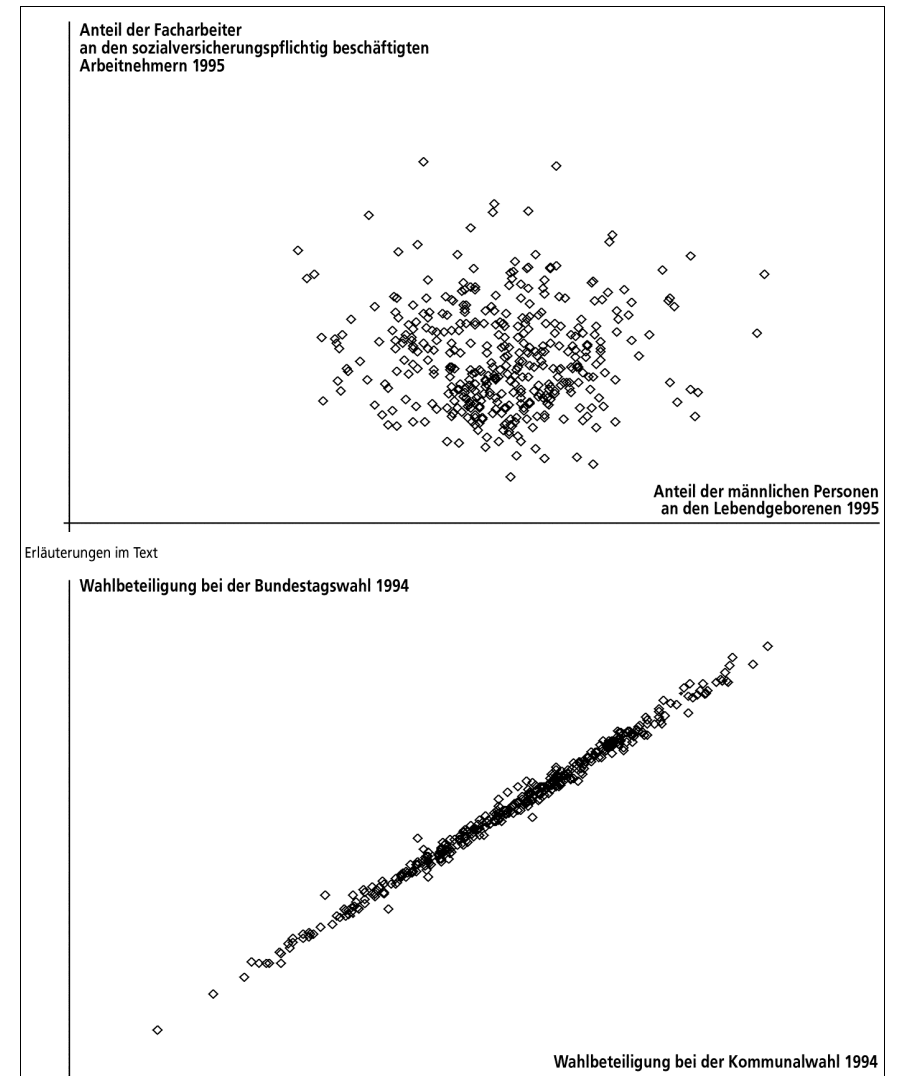 Anteil der Facharbeiter
an den sozialversicherungspflichtig beschäftigten
Arbeitnehmern 1995
Anteil der männlichen Personen
an den Lebendgeborenen 1995
Erläuterungen im Text
Wahlbeteiligung bei der Bundestagswahl 1994
Wahlbeteiligung bei der Kommunalwahl 1994